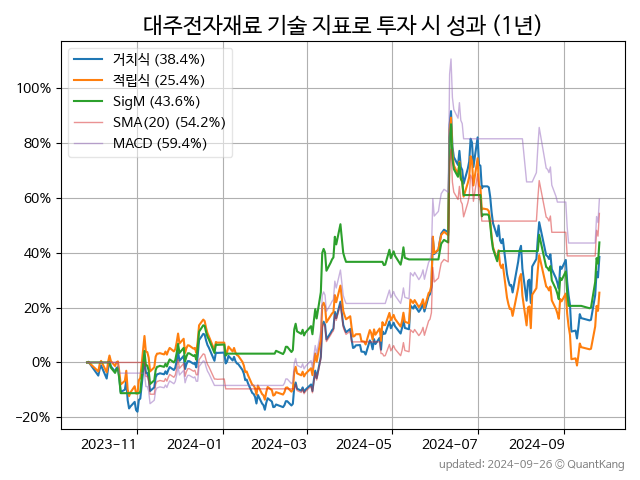 대주전자재료 기술 지표로 투자 시 성과 (1년)
거치식 (38.4%)
적립식 (25.4%)
SigM (43.6%)
SMA(20) (54.2%)
MACD (59.4%)
100%
80%
60%
40%
20%
0%
−20%
2023-11
2024-01
2024-03
2024-05
2024-07
2024-09
updated: 2024-09-26 © QuantKang